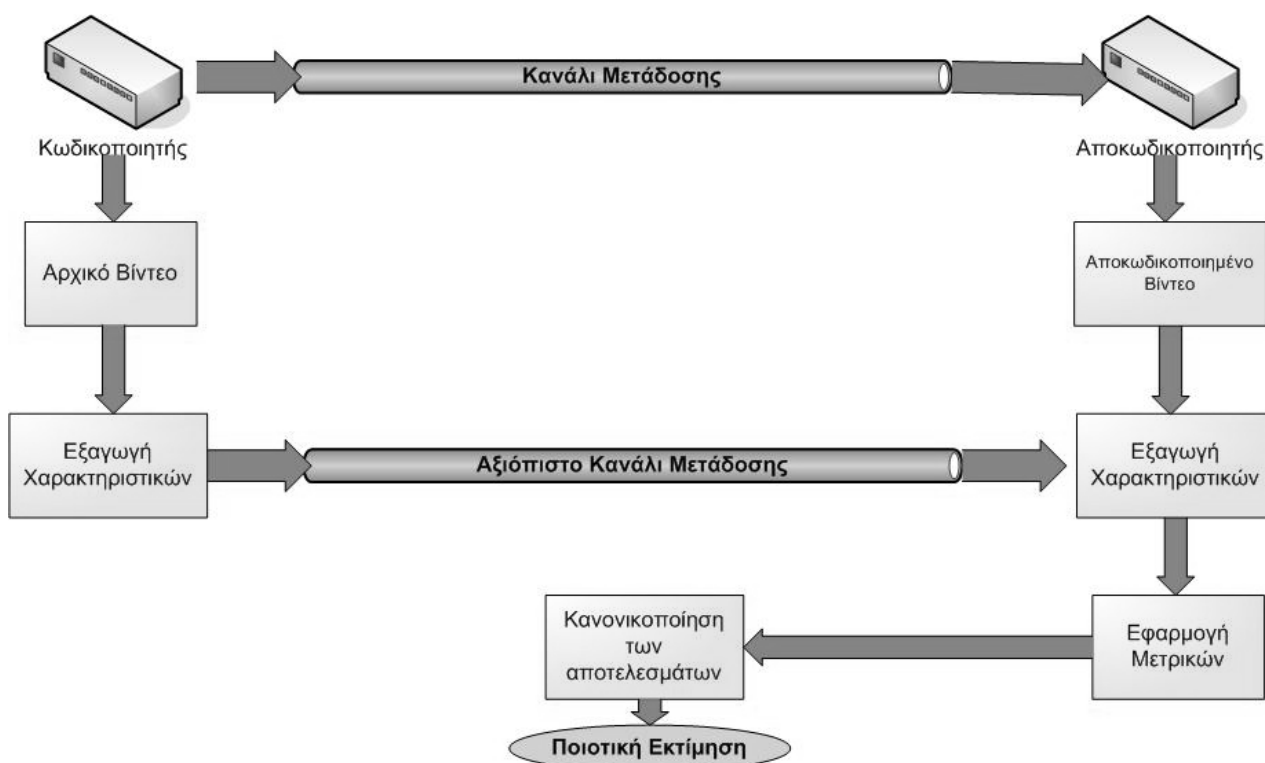 Κανάλι Μετάδοσης
Κωδικοποιητής
Αποκωδικοποιητής
Αρχικό Βίντεο
Αποκωδικοποιημένο
Βίντεο
Εξαγωγή
Χαρακτηριστικών
Αξιόπιστο Κανάλι Μετάδοσης
Εξαγωγή
Χαρακτηριστικών
Κανονικοποίηση
των
αποτελεσμάτων
Εφαρμογή
Μετρικών
Ποιοτική Εκτίμηση